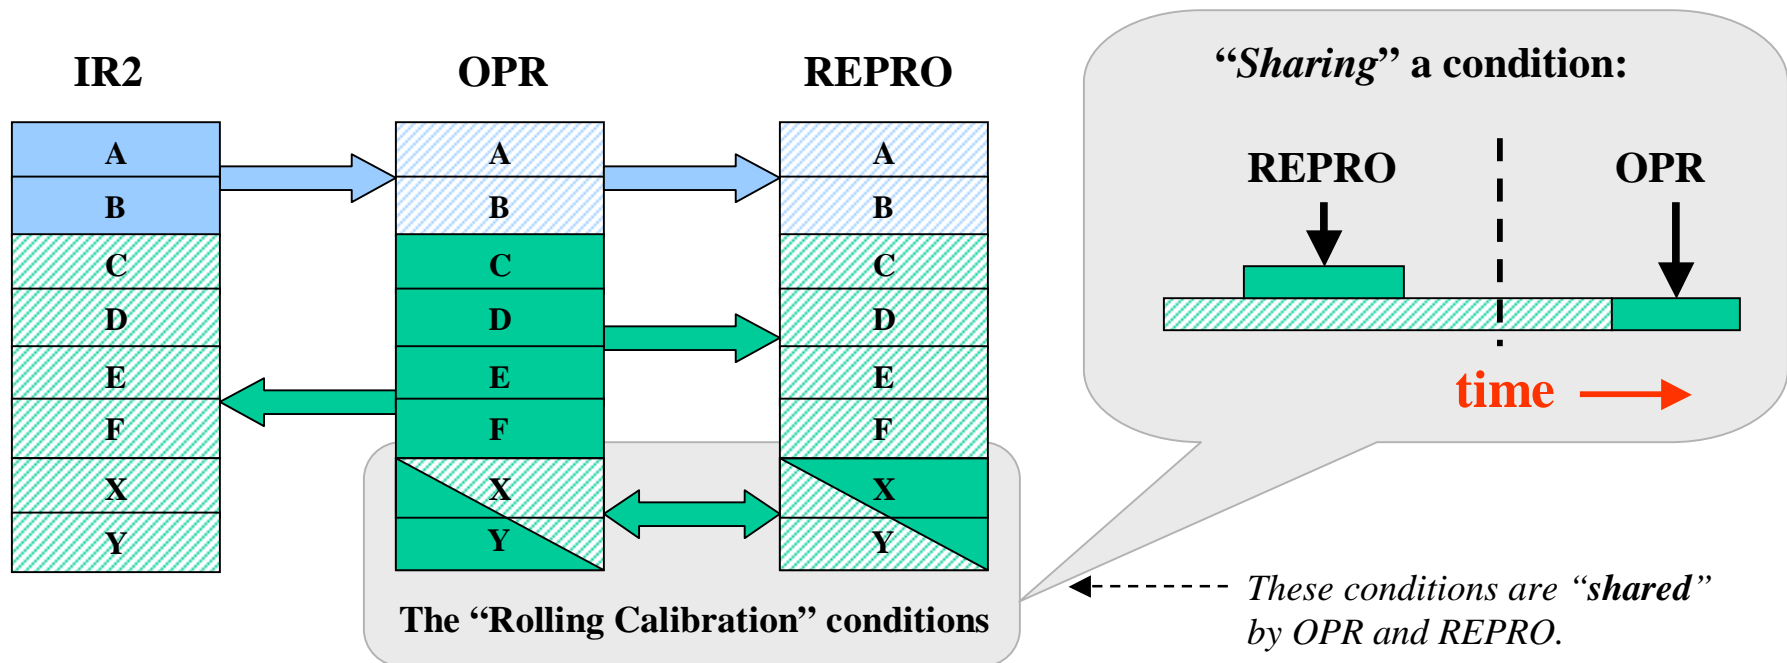 IR2
OPR
REPRO
A
B
C
D
E
F
X
Y
A
B
C
D
E
F
X
Y
A
B
C
D
E
F
X
Y
The “Rolling Calibration” conditions
“Sharing” a condition:
REPRO
OPR
time
These conditions are “shared”
by OPR and REPRO.